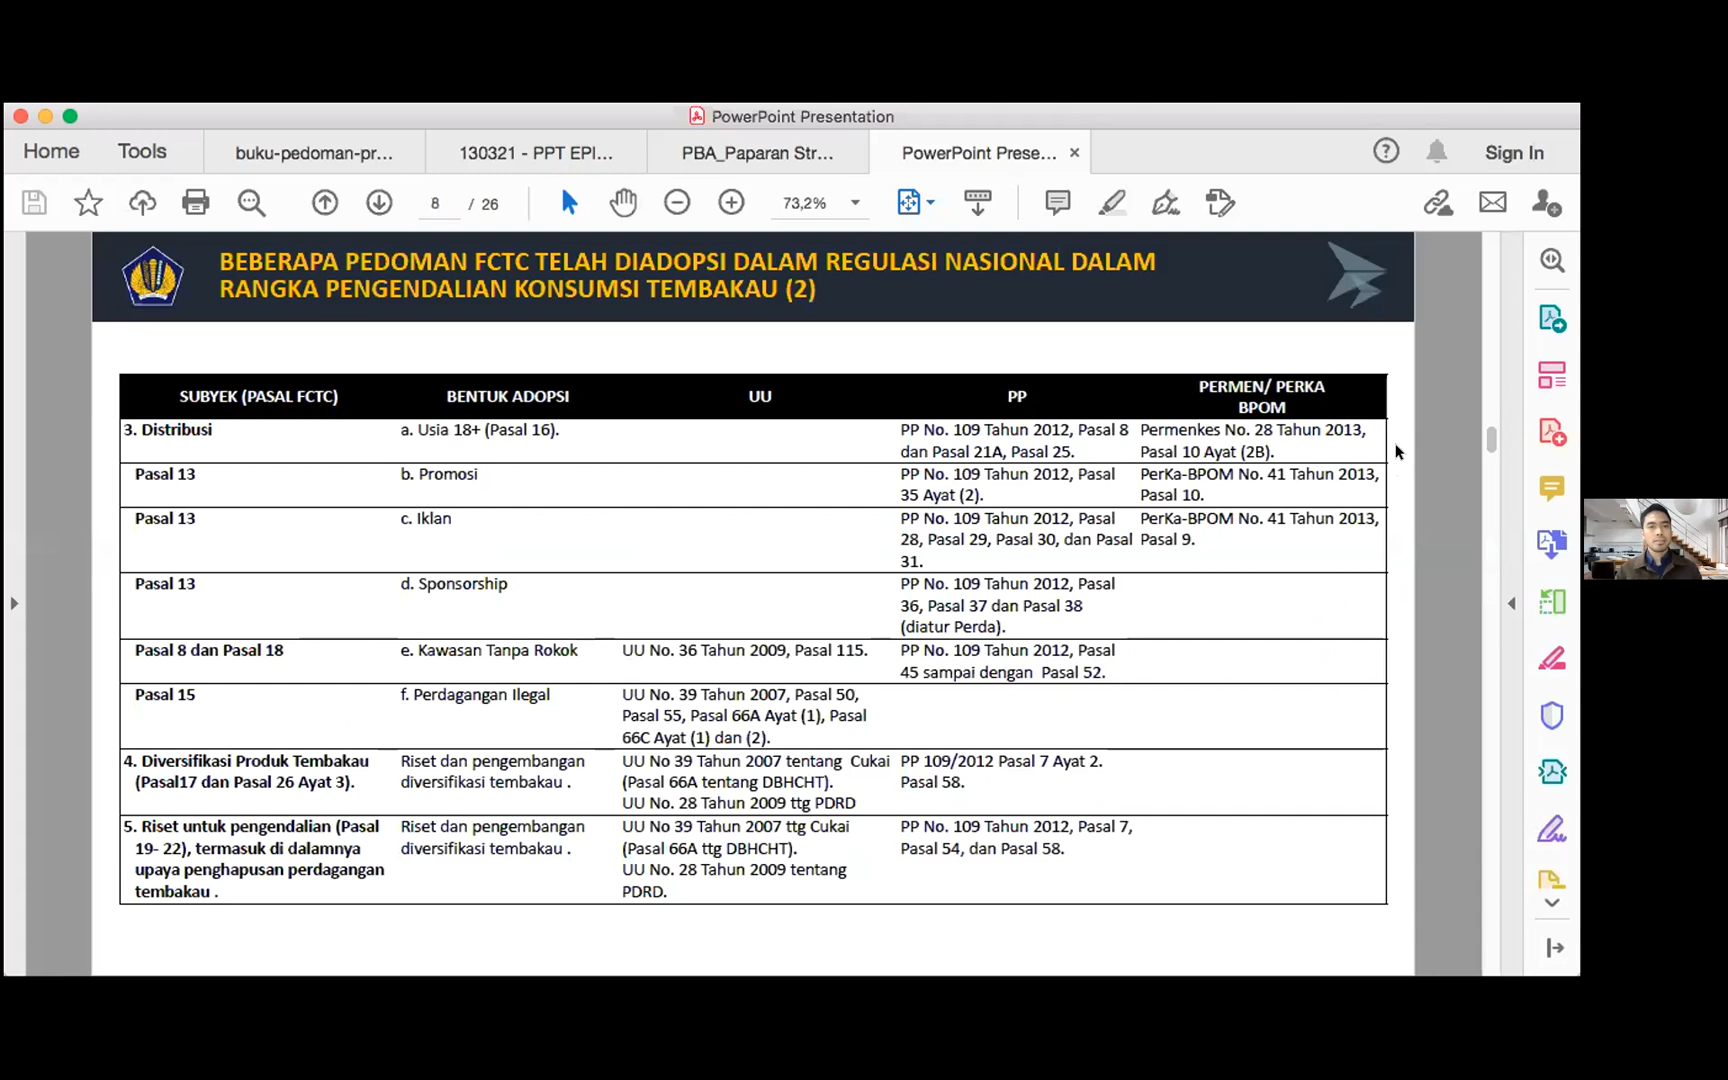 PowerPoint Presentation
Home
Tools
buku-pedoman-pr...
130321 - PPT EPI...
PBA_Paparan Str...
PowerPoint Prese... ×
Sign In
8 / 26
73,2%
BEBERAPA PEDOMAN FCTC TELAH DIADOPSI DALAM REGULASI NASIONAL DALAM
RANGKA PENGENDALIAN KONSUMSI TEMBAKAU (2)
SUBYEK (PASAL FCTC)
BENTUK ADOPSI
UU
PP
PERMEN/ PERKA
BPOM
3. Distribusi
a. Usia 18+ (Pasal 16).
PP No. 109 Tahun 2012, Pasal 8
dan Pasal 21A, Pasal 25.
Permenkes No. 28 Tahun 2013,
Pasal 10 Ayat (2B).
Pasal 13
b. Promosi
PP No. 109 Tahun 2012, Pasal
35 Ayat (2).
PerKa-BPOM No. 41 Tahun 2013,
Pasal 10.
Pasal 13
c. Iklan
PP No. 109 Tahun 2012, Pasal
28, Pasal 29, Pasal 30, dan Pasal
31.
PerKa-BPOM No. 41 Tahun 2013,
Pasal 9.
Pasal 13
d. Sponsorship
PP No. 109 Tahun 2012, Pasal
36, Pasal 37 dan Pasal 38
(diatur Perda).
Pasal 8 dan Pasal 18
e. Kawasan Tanpa Rokok
UU No. 36 Tahun 2009, Pasal 115.
PP No. 109 Tahun 2012, Pasal
45 sampai dengan Pasal 52.
Pasal 15
f. Perdagangan Ilegal
UU No. 39 Tahun 2007, Pasal 50,
Pasal 55, Pasal 66A Ayat (1), Pasal
66C Ayat (1) dan (2).
4. Diversifikasi Produk Tembakau
(Pasal17 dan Pasal 26 Ayat 3).
Riset dan pengembangan
diversifikasi tembakau .
UU No 39 Tahun 2007 tentang Cukai
(Pasal 66A tentang DBHCHT).
UU No. 28 Tahun 2009 ttg PDRD
PP 109/2012 Pasal 7 Ayat 2.
Pasal 58.
5. Riset untuk pengendalian (Pasal
19- 22), termasuk di dalamnya
upaya penghapusan perdagangan
tembakau .
Riset dan pengembangan
diversifikasi tembakau .
UU No 39 Tahun 2007 ttg Cukai
(Pasal 66A ttg DBHCHT).
UU No. 28 Tahun 2009 tentang
PDRD.
PP No. 109 Tahun 2012, Pasal 7,
Pasal 54, dan Pasal 58.